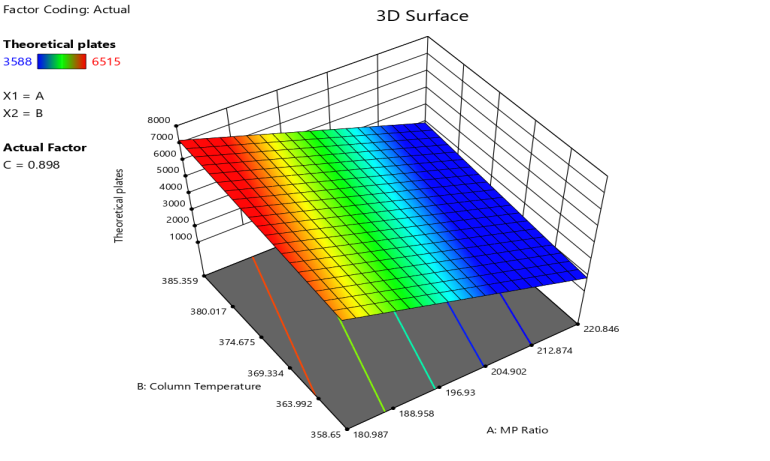 Factor Coding: Actual
3D Surface
Theoretical plates
3588 6515
X1 = A
X2 = B
Actual Factor
C = 0.898
Theoretical plates
8000
7000
6000
5000
4000
3000
2000
1000
385.359
380.017
374.675
369.334
363.992
358.65
B: Column Temperature
180.987
188.958
196.93
204.902
212.874
220.846
A: MP Ratio